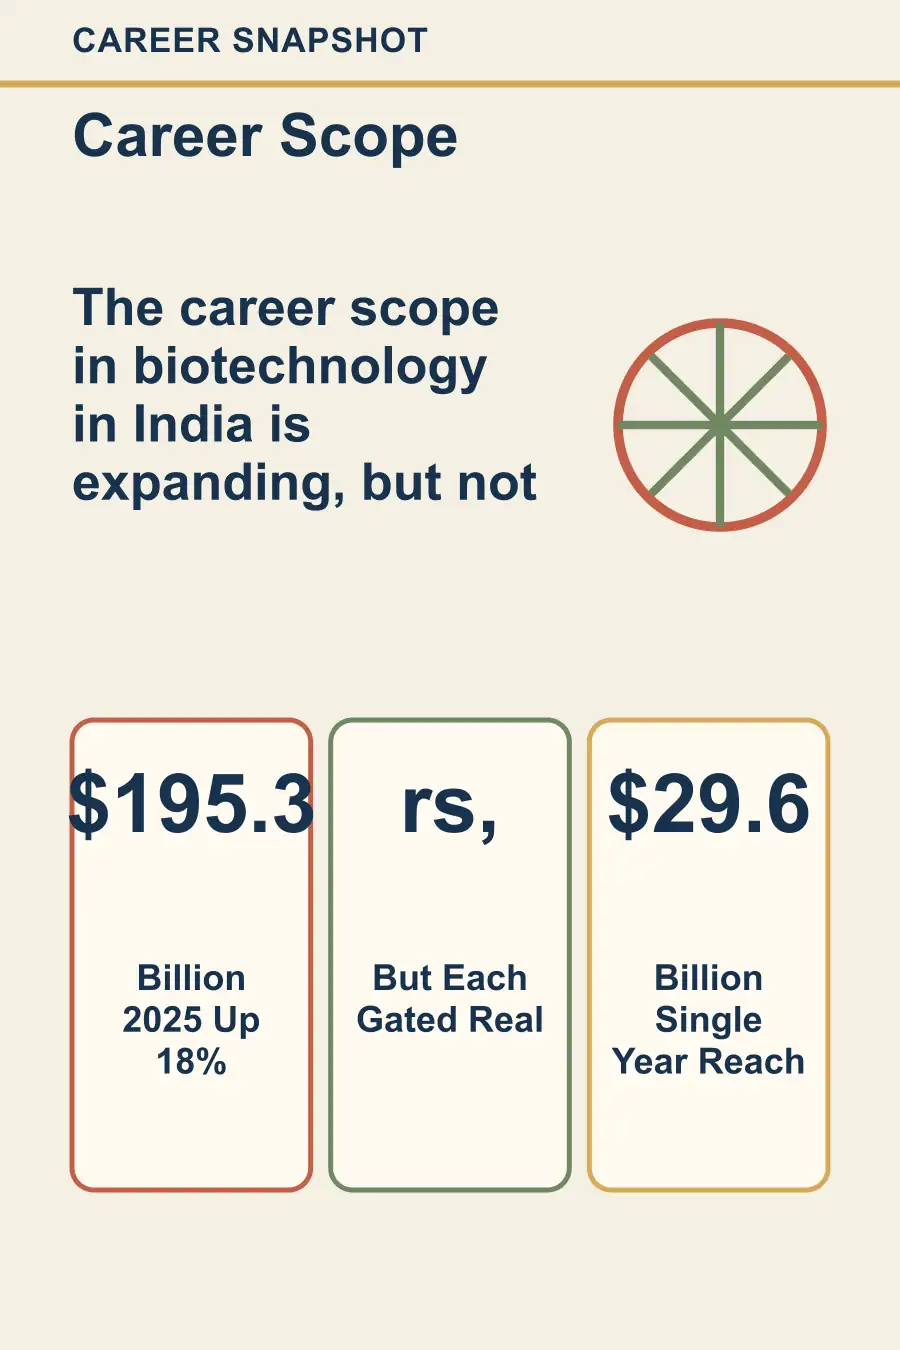 CAREER SNAPSHOT
Career Scope
The career scope
in biotechnology
in India is
expanding, but not
$195.3
Billion
2025 Up
18%
rs,
But Each
Gated Real
$29.6
Billion
Single
Year Reach